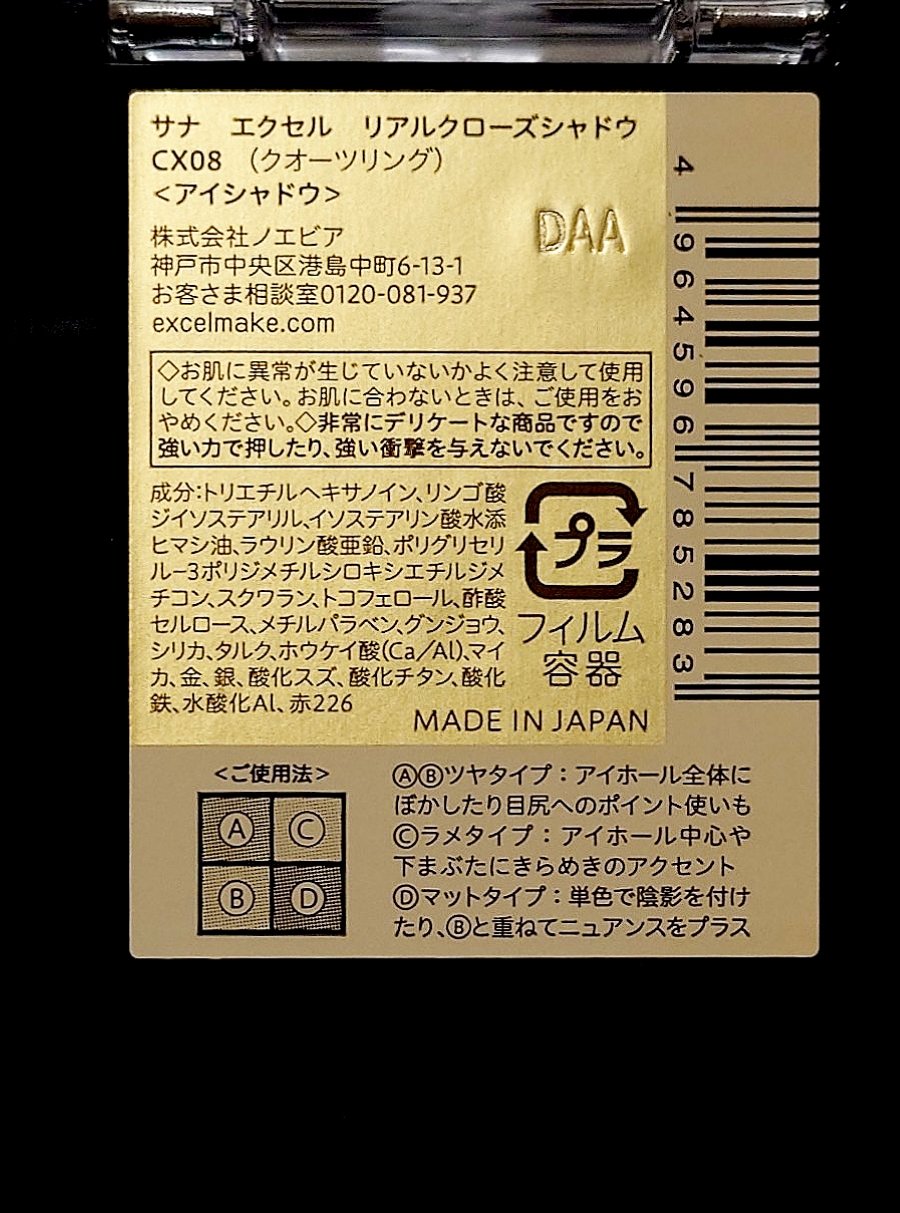 サナ　エクセル　リアルクローズシャドウ
CX08　（クオーツリング）
<アイシャドウ>
DAA
株式会社ノエビア
神戸市中央区港島中町6-13-1
お客さま相談室0120-081-937
excelmake.com
◇お肌に異常が生じていないかよく注意して使用
してください。お肌に合わないときは、ご使用をお
やめください。◇非常にデリケートな商品ですので
強い力で押したり、強い衝撃を与えないでください。
成分:トリエチルヘキサノイン、リンゴ酸
ジイソステアリル、イソステアリン酸水添
ヒマシ油、ラウリン酸亜鉛、ポリグリセリ
ル−3ポリジメチルシロキシエチルジメ
チコン、スクワラン、トコフェロール、酢酸
セルロース、メチルパラベン、グンジョウ、
シリカ、タルク、ホウケイ酸(Ca/Al)、マイ
カ、金、銀、酸化スズ、酸化チタン、酸化
鉄、水酸化Al、赤226
プラ
フィルム
容器
MADE IN JAPAN
4 964596 785283
<ご使用法>
Ⓐ Ⓒ
Ⓑ Ⓓ
ⒶⒷツヤタイプ：アイホール全体に
ぼかしたり目尻へのポイント使いも
Ⓒラメタイプ：アイホール中心や
下まぶたにきらめきのアクセント
Ⓓマットタイプ：単色で陰影を付け
たり、Ⓑと重ねてニュアンスをプラス